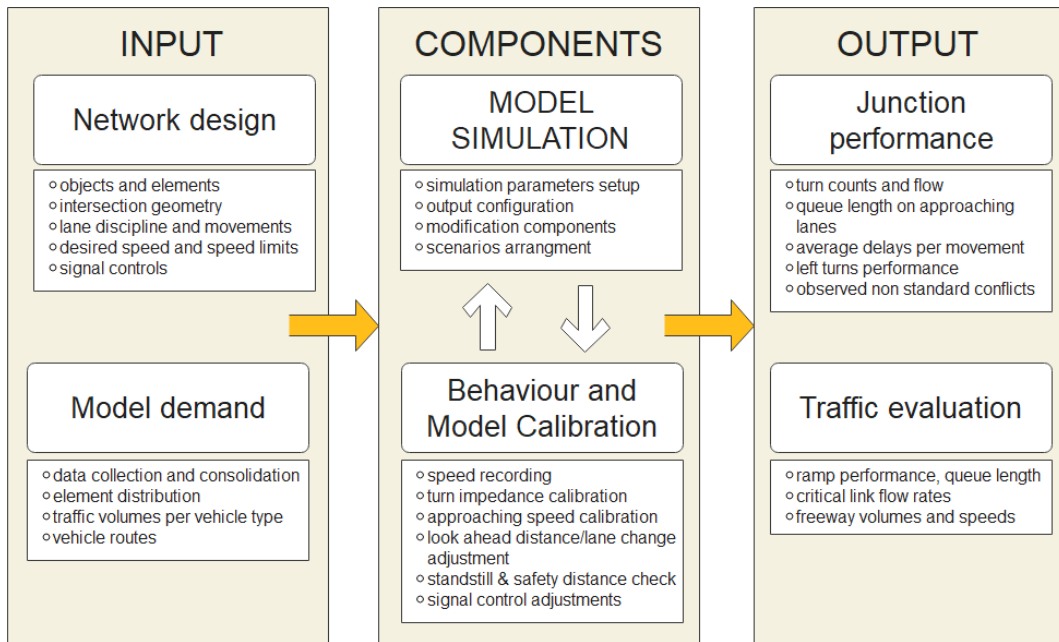 INPUT
Network design
objects and elements
intersection geometry
lane discipline and movements
desired speed and speed limits
signal controls
Model demand
data collection and consolidation
element distribution
traffic volumes per vehicle type
vehicle routes
COMPONENTS
MODEL
SIMULATION
simulation parameters setup
output configuration
modification components
scenarios arrangment
Behaviour and
Model Calibration
speed recording
turn impedance calibration
approaching speed calibration
look ahead distance/lane change
adjustment
standstill & safety distance check
signal control adjustments
OUTPUT
Junction
performance
turn counts and flow
queue length on approaching
lanes
average delays per movement
left turns performance
observed non standard conflicts
Traffic evaluation
ramp performance, queue length
critical link flow rates
freeway volumes and speeds